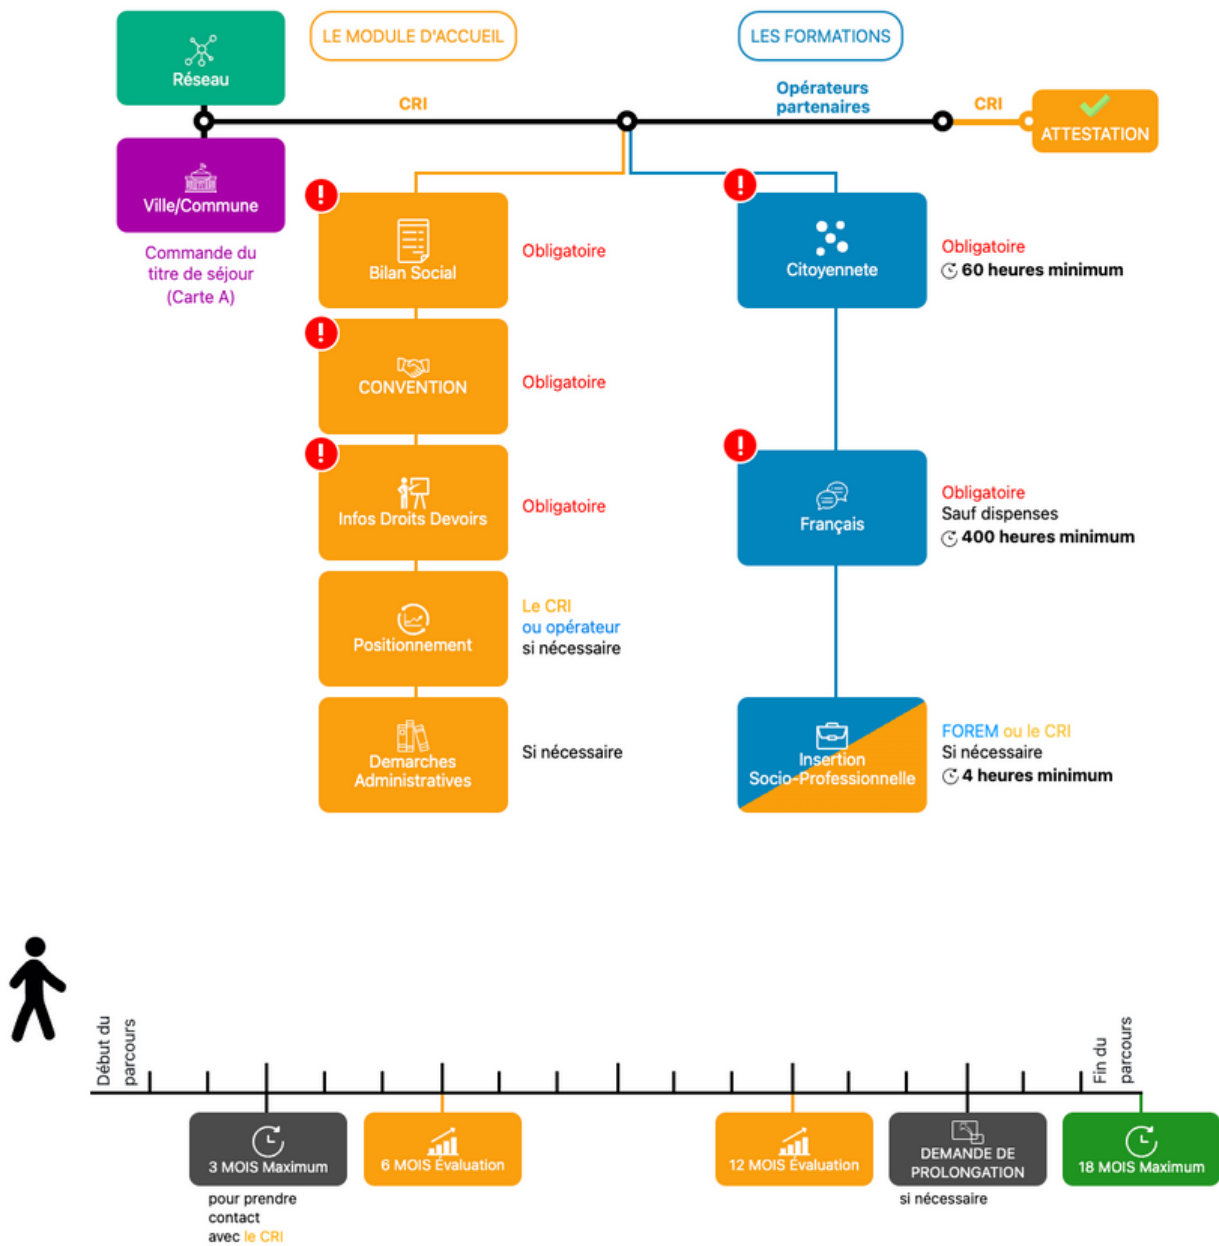 LE MODULE D'ACCUEIL
LES FORMATIONS
Réseau
CRI
Opérateurs
partenaires
CRI
ATTESTATION
Ville/Commune
Commande du
titre de séjour
(Carte A)
!
Bilan Social
Obligatoire
!
CONVENTION
Obligatoire
!
Infos Droits Devoirs
Obligatoire
Positionnement
Le CRI
ou opérateur
si nécessaire
Demarches
Administratives
Si nécessaire
!
Citoyennete
Obligatoire
60 heures minimum
!
Français
Obligatoire
Sauf dispenses
400 heures minimum
Insertion
Socio-Professionnelle
FOREM ou le CRI
Si nécessaire
4 heures minimum
Début du
parcours
Fin du
parcours
3 MOIS Maximum
pour prendre
contact
avec le CRI
6 MOIS Évaluation
12 MOIS Évaluation
DEMANDE DE
PROLONGATION
si nécessaire
18 MOIS Maximum